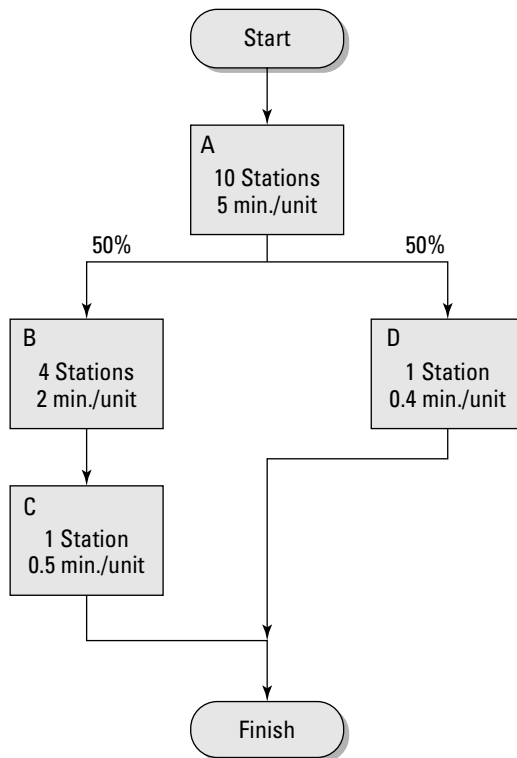 Start
A
10 Stations
5 min./unit
50%
50%
B
4 Stations
2 min./unit
D
1 Station
0.4 min./unit
C
1 Station
0.5 min./unit
Finish